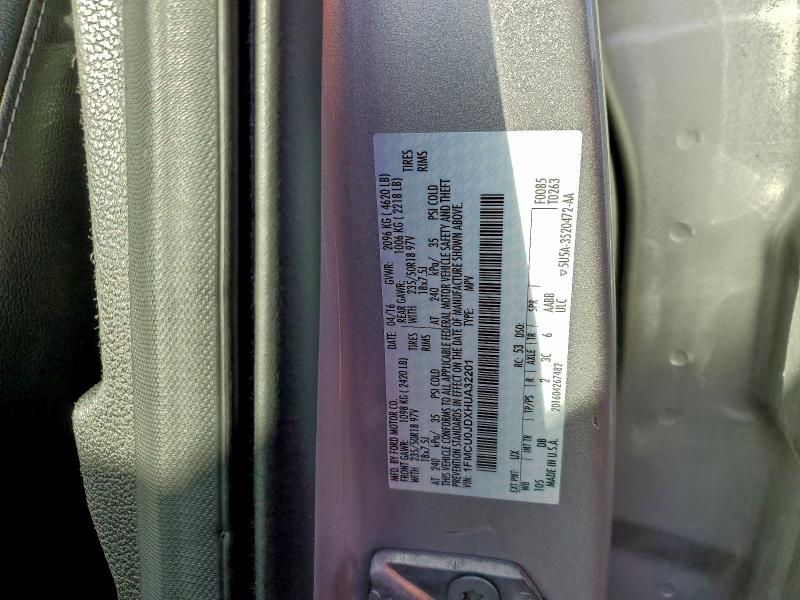 MFD. BY FORD MOTOR CO.
DATE: 04/16 GVWR: 2096 KG ( 4620 LB)
FRONT GAWR: 1098 KG ( 2420 LB) REAR GAWR: 1006 KG ( 2218 LB)
WITH 235/50R18 97V TIRES WITH 235/50R18 97V TIRES
18x7.5J RIMS 18x7.5J RIMS
AT 240 kPa/ 35 PSI COLD AT 240 kPa/ 35 PSI COLD
THIS VEHICLE CONFORMS TO ALL APPLICABLE FEDERAL MOTOR VEHICLE SAFETY AND THEFT
PREVENTION STANDARDS IN EFFECT ON THE DATE OF MANUFACTURE SHOWN ABOVE.
VIN: 1FMCU0JDXHUA32201 TYPE: MPV
EXT PNT: UX RC: 53 DSO: F0085
WB INT TR TP/PS R AXLE TR SPR T0263
105 DB 2 3C 6 AABB
MADE IN U.S.A. 201604267482 ULC
▽5U5A-3520472-AA